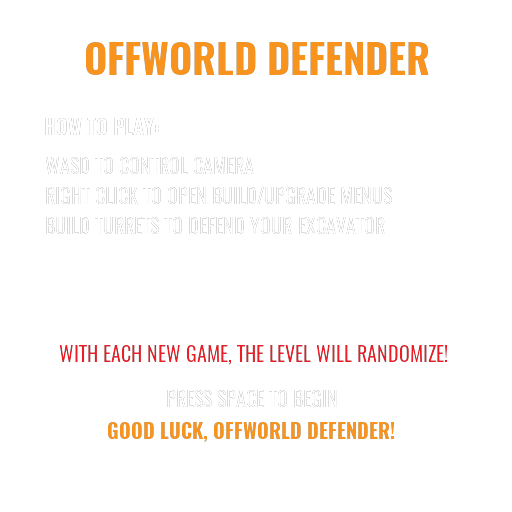 OFFWORLD DEFENDER
HOW TO PLAY:
WASD TO CONTROL CAMERA
RIGHT CLICK TO OPEN BUILD/UPGRADE MENUS
BUILD TURRETS TO DEFEND YOUR EXCAVATOR
WITH EACH NEW GAME, THE LEVEL WILL RANDOMIZE!
PRESS SPACE TO BEGIN
GOOD LUCK, OFFWORLD DEFENDER!